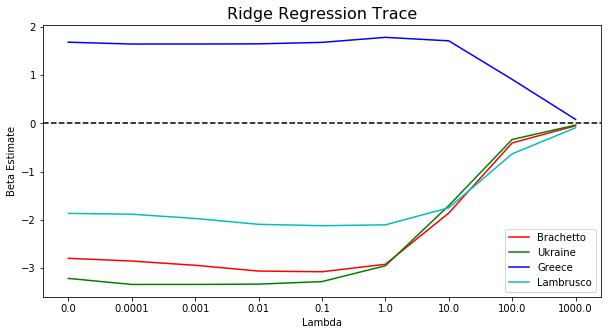 Ridge Regression Trace
2
1
0
−1
−2
−3
Beta Estimate
0.0 0.0001 0.001 0.01 0.1 1.0 10.0 100.0 1000.0
Lambda
Brachetto
Ukraine
Greece
Lambrusco